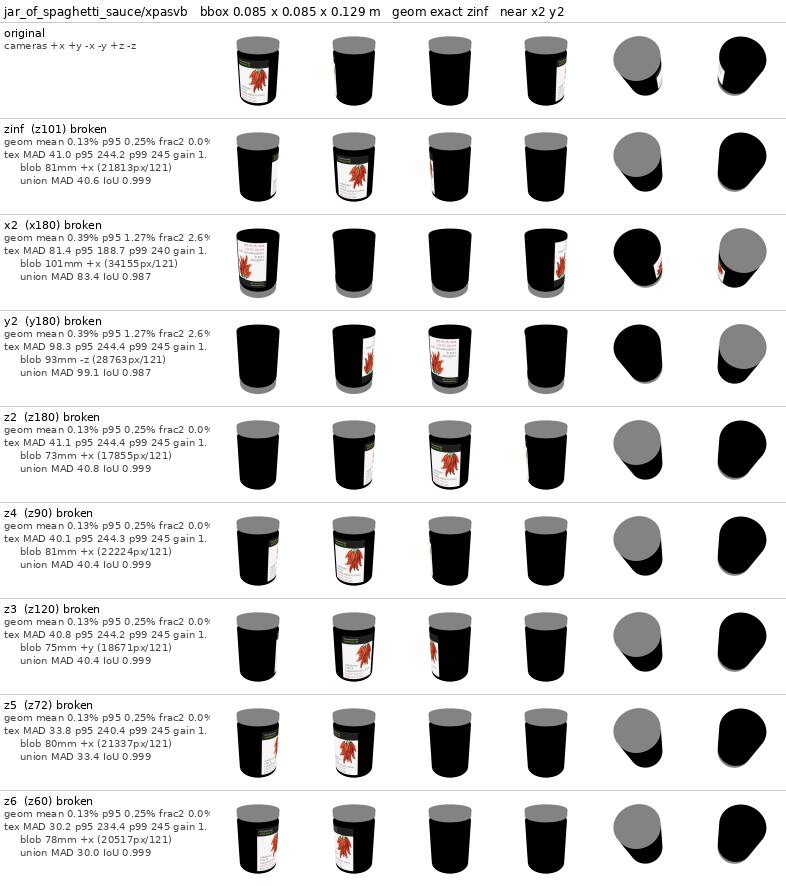 jar_of_spaghetti_sauce/xpasvb bbox 0.085 x 0.085 x 0.129 m geom exact zinf near x2 y2
original
cameras +x +y -x -y +z -z
zinf (z101) broken
geom mean 0.13% p95 0.25% frac2 0.0%
tex MAD 41.0 p95 244.2 p99 245 gain 1.
blob 81mm +x (21813px/121)
union MAD 40.6 IoU 0.999
x2 (x180) broken
geom mean 0.39% p95 1.27% frac2 2.6%
tex MAD 81.4 p95 188.7 p99 240 gain 1.
blob 101mm +x (34155px/121)
union MAD 83.4 IoU 0.987
y2 (y180) broken
geom mean 0.39% p95 1.27% frac2 2.6%
tex MAD 98.3 p95 244.4 p99 245 gain 1.
blob 93mm -z (28763px/121)
union MAD 99.1 IoU 0.987
z2 (z180) broken
geom mean 0.13% p95 0.25% frac2 0.0%
tex MAD 41.1 p95 244.4 p99 245 gain 1.
blob 73mm +x (17855px/121)
union MAD 40.8 IoU 0.999
z4 (z90) broken
geom mean 0.13% p95 0.25% frac2 0.0%
tex MAD 40.1 p95 244.3 p99 245 gain 1.
blob 81mm +x (22224px/121)
union MAD 40.4 IoU 0.999
z3 (z120) broken
geom mean 0.13% p95 0.25% frac2 0.0%
tex MAD 40.8 p95 244.2 p99 245 gain 1.
blob 75mm +y (18671px/121)
union MAD 40.4 IoU 0.999
z5 (z72) broken
geom mean 0.13% p95 0.25% frac2 0.0%
tex MAD 33.8 p95 240.4 p99 245 gain 1.
blob 80mm +x (21337px/121)
union MAD 33.4 IoU 0.999
z6 (z60) broken
geom mean 0.13% p95 0.25% frac2 0.0%
tex MAD 30.2 p95 234.4 p99 245 gain 1.
blob 78mm +x (20517px/121)
union MAD 30.0 IoU 0.999